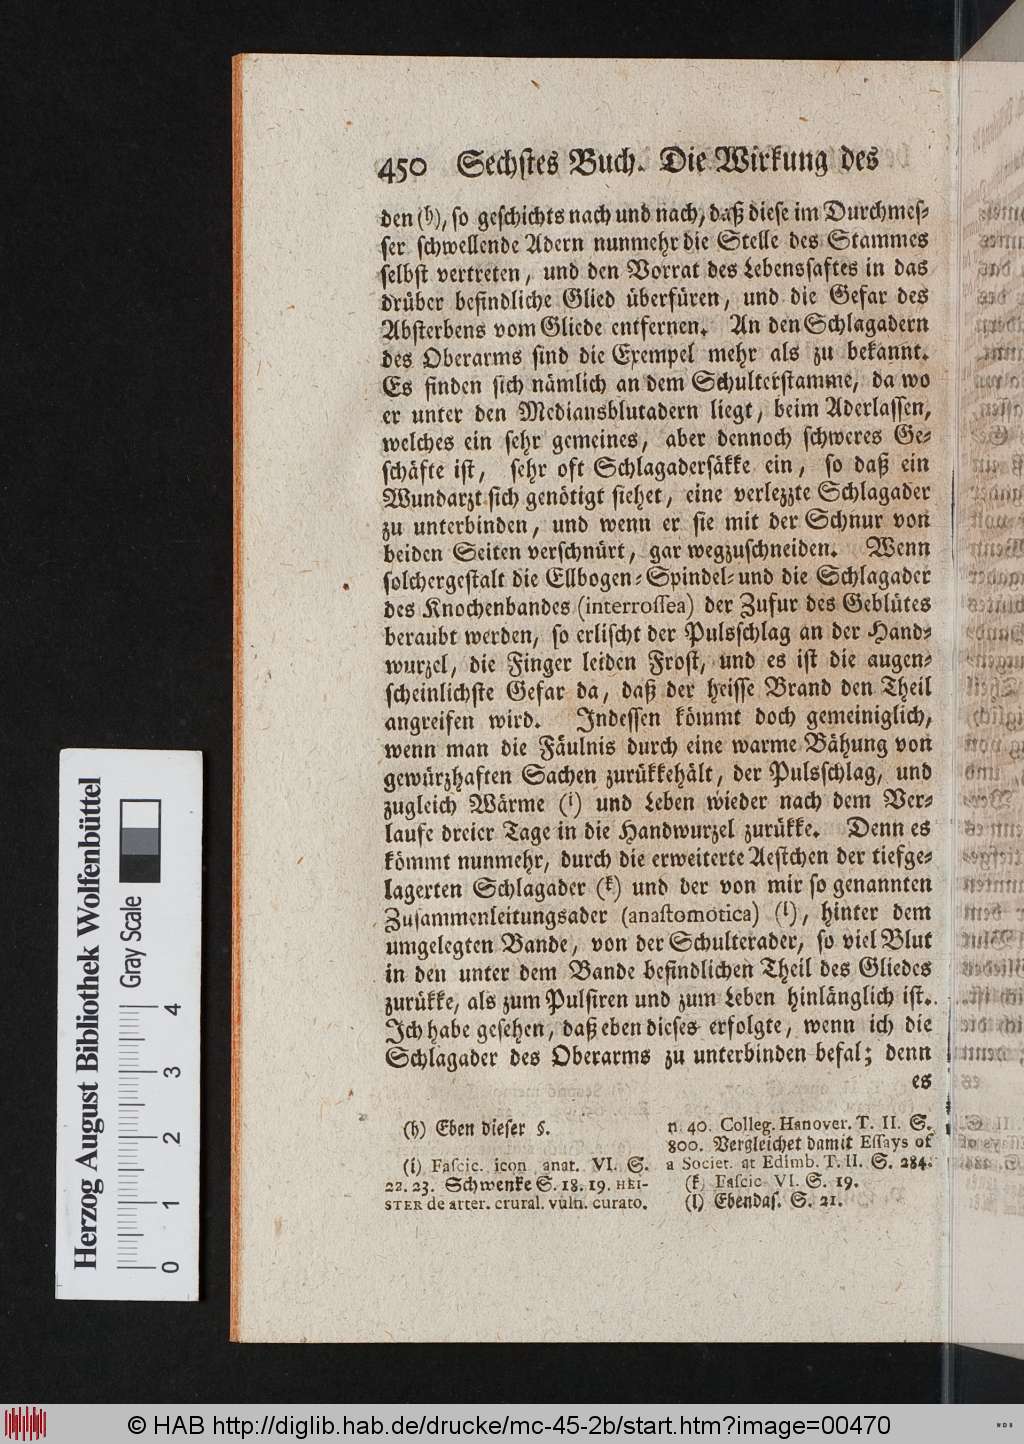 450 Sechstes Buch. Die Wirkung des
den (h), so geschichts nach und nach, daß diese im Durchmes-
ser schwellende Adern nunmehr die Stelle des Stammes
selbst vertreten, und den Vorrat des Lebenssaftes in das
drüber befindliche Glied überfüren, und die Gefar des
Absterbens vom Gliede entfernen. An den Schlagadern
des Oberarms sind die Exempel mehr als zu bekannt.
Es finden sich nämlich an dem Schulterstamme, da wo
er unter den Mediansblutadern liegt, beim Aderlassen,
welches ein sehr gemeines, aber dennoch schweres Ge-
schäfte ist, sehr oft Schlagadersäkke ein, so daß ein
Wundarzt sich genötigt siehet, eine verlezzte Schlagader
zu unterbinden, und wenn er sie mit der Schnur von
beiden Seiten verschnürt, gar wegzuschneiden. Wenn
solchergestalt die Ellbogen- Spindel- und die Schlagader
des Knochenbandes (interrossea) der Zufur des Geblütes
beraubt werden, so erlischt der Pulsschlag an der Hand-
wurzel, die Finger leiden Frost, und es ist die augen-
scheinlichste Gefar da, daß der heisse Brand den Theil
angreifen wird. Indessen kömmt doch gemeiniglich,
wenn man die Fäulnis durch eine warme Bähung von
gewürzhaften Sachen zurükkehält, der Pulsschlag, und
zugleich Wärme (i) und Leben wieder nach dem Ver-
laufe dreier Tage in die Handwurzel zurükke. Denn es
kömmt nunmehr, durch die erweiterte Aestchen der tiefge-
lagerten Schlagader (k) und der von mir so genannten
Zusammenleitungsader (anastomotica) (l), hinter dem
umgelegten Bande, von der Schulterader, so viel Blut
in den unter dem Bande befindlichen Theil des Gliedes
zurükke, als zum Pulsiren und zum Leben hinlänglich ist.
Ich habe gesehen, daß eben dieses erfolgte, wenn ich die
Schlagader des Oberarms zu unterbinden befal; denn
es
(h) Eben dieser §.
(i) Fascic. icon anat. VI. S.
22. 23. Schwenke S. 18. 19. HEI-
STER de arter. crural. vuln. curato.
n 40. Colleg. Hanover. T. II. S.
800. Vergleichet damit Essays of
a Societ. at Edimb. T. II. S. 284.
(k) Fascic VI. S. 19.
(l) Ebendas. S. 21.
Herzog August Bibliothek Wolfenbüttel
Gray Scale
0 1 2 3 4
© HAB http://diglib.hab.de/drucke/mc-45-2b/start.htm?image=00470